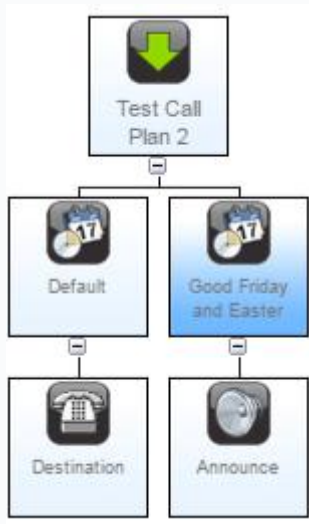 Test Call
Plan 2
17
17
Default
Good Friday
and Easter
Destination
Announce